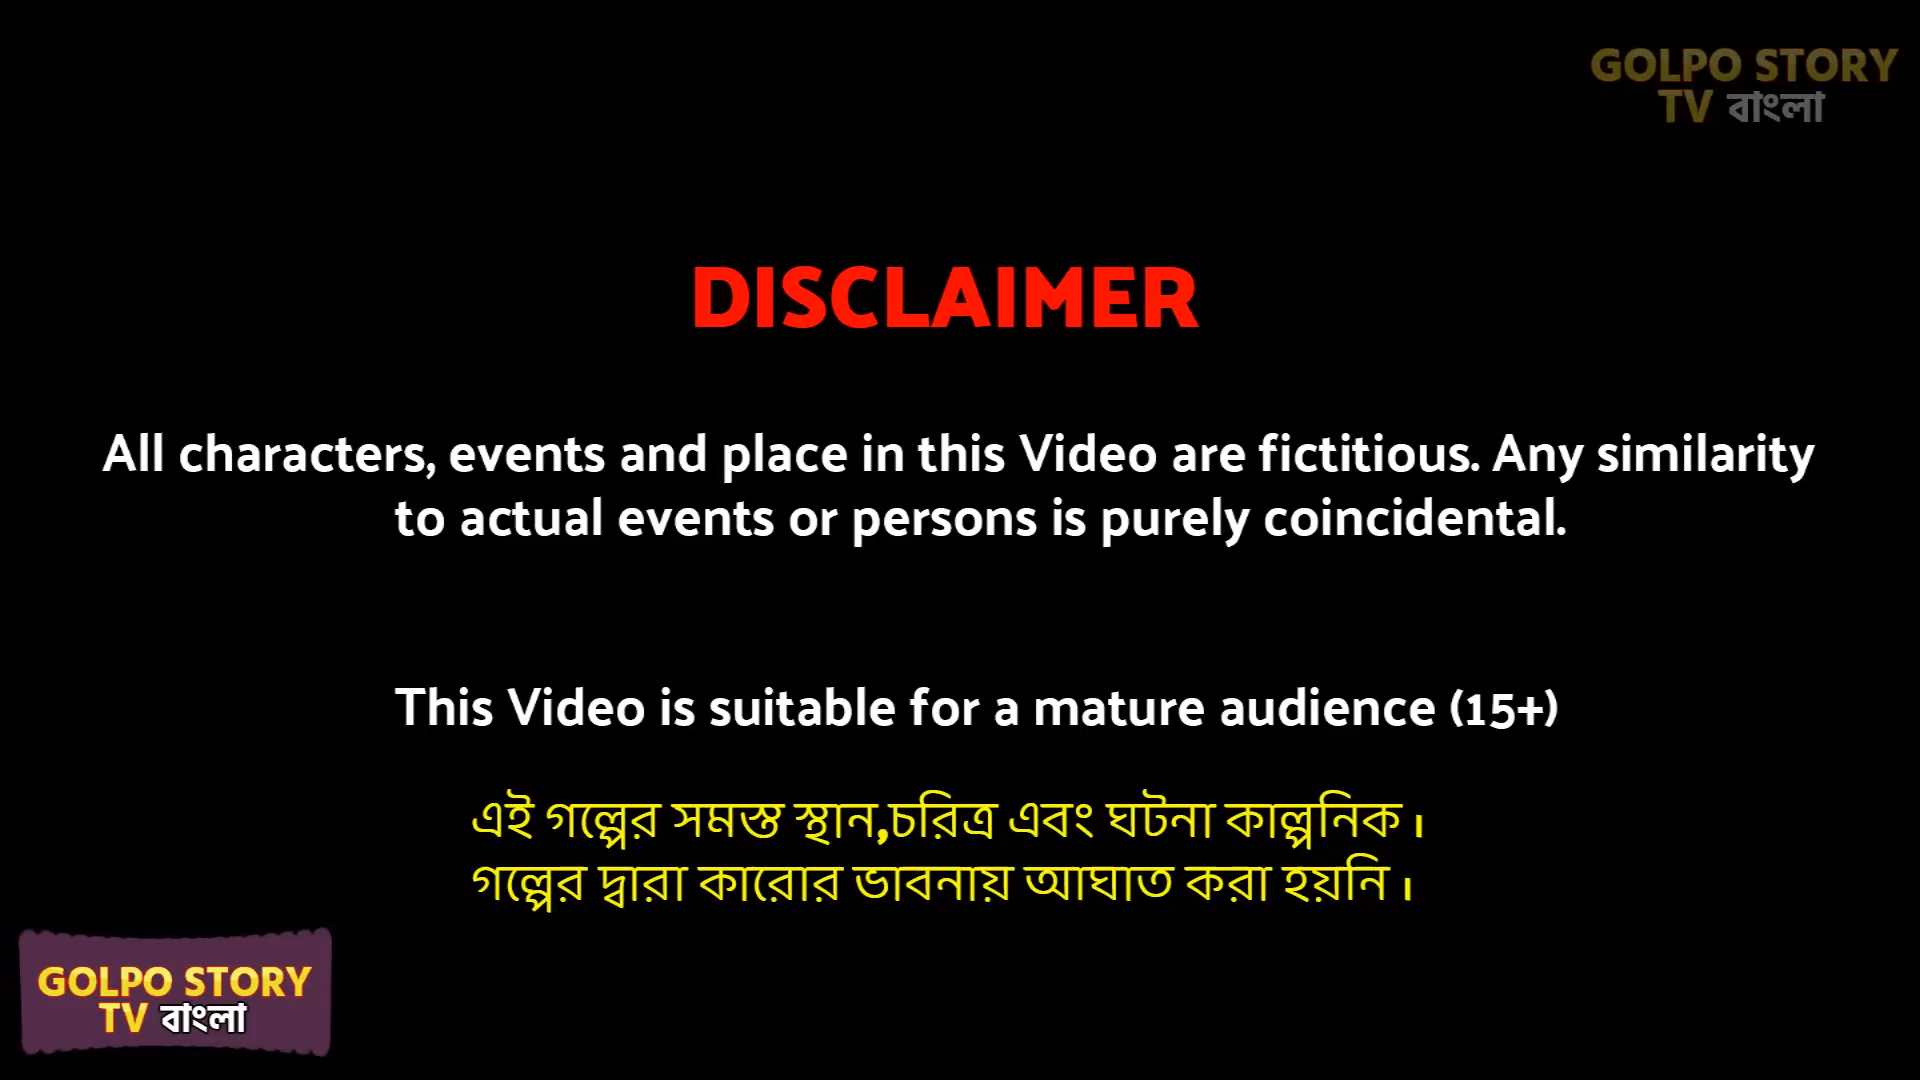 GOLPO STORY
TV বাংলা
DISCLAIMER
All characters, events and place in this Video are fictitious. Any similarity
to actual events or persons is purely coincidental.
This Video is suitable for a mature audience (15+)
এই গল্পের সমস্ত স্থান,চরিত্র এবং ঘটনা কাল্পনিক।
গল্পের দ্বারা কারোর ভাবনায় আঘাত করা হয়নি।
GOLPO STORY
TV বাংলা